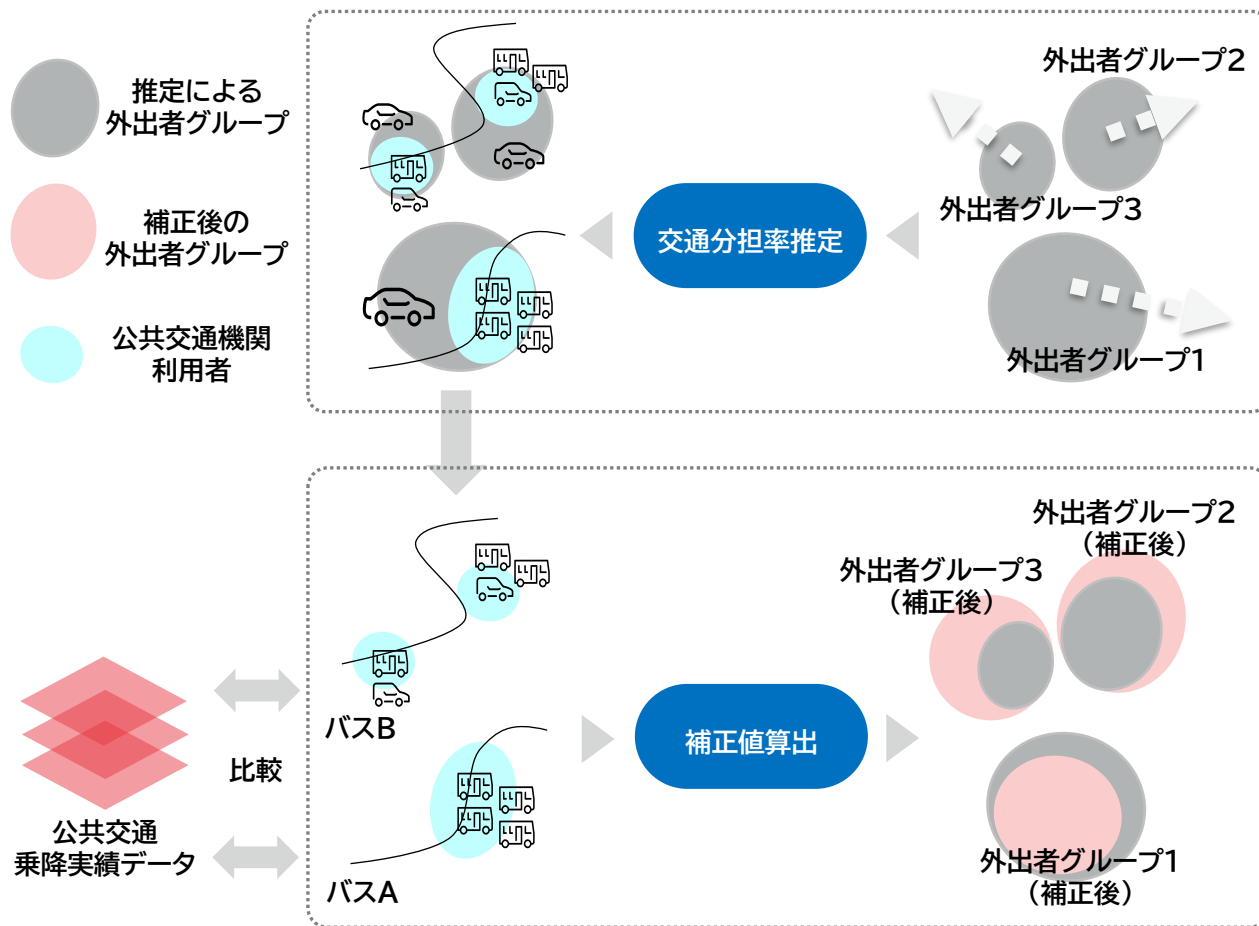 推定による
外出者グループ
補正後の
外出者グループ
公共交通機関
利用者
交通分担率推定
外出者グループ2
外出者グループ3
外出者グループ1
公共交通
乗降実績データ
比較
バスB
バスA
補正値算出
外出者グループ2
（補正後）
外出者グループ3
（補正後）
外出者グループ1
（補正後）